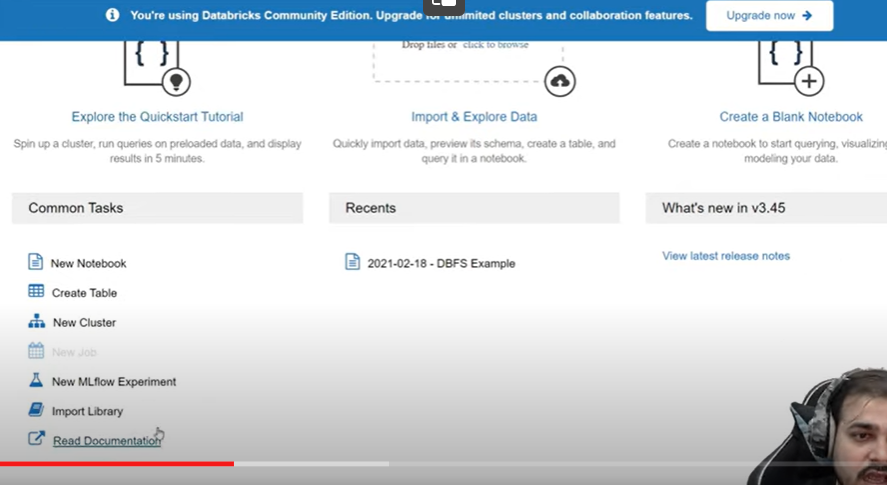 You're using Databricks Community Edition. Upgrade for unlimited clusters and collaboration features.
Upgrade now
Drop files or click to browse
Explore the Quickstart Tutorial
Spin up a cluster, run queries on preloaded data, and display
results in 5 minutes.
Import & Explore Data
Quickly import data, preview its schema, create a table, and
query it in a notebook.
Create a Blank Notebook
Create a notebook to start querying, visualizing
modeling your data.
Common Tasks
New Notebook
Create Table
New Cluster
New Job
New MLflow Experiment
Import Library
Read Documentation
Recents
2021-02-18 - DBFS Example
What's new in v3.45
View latest release notes